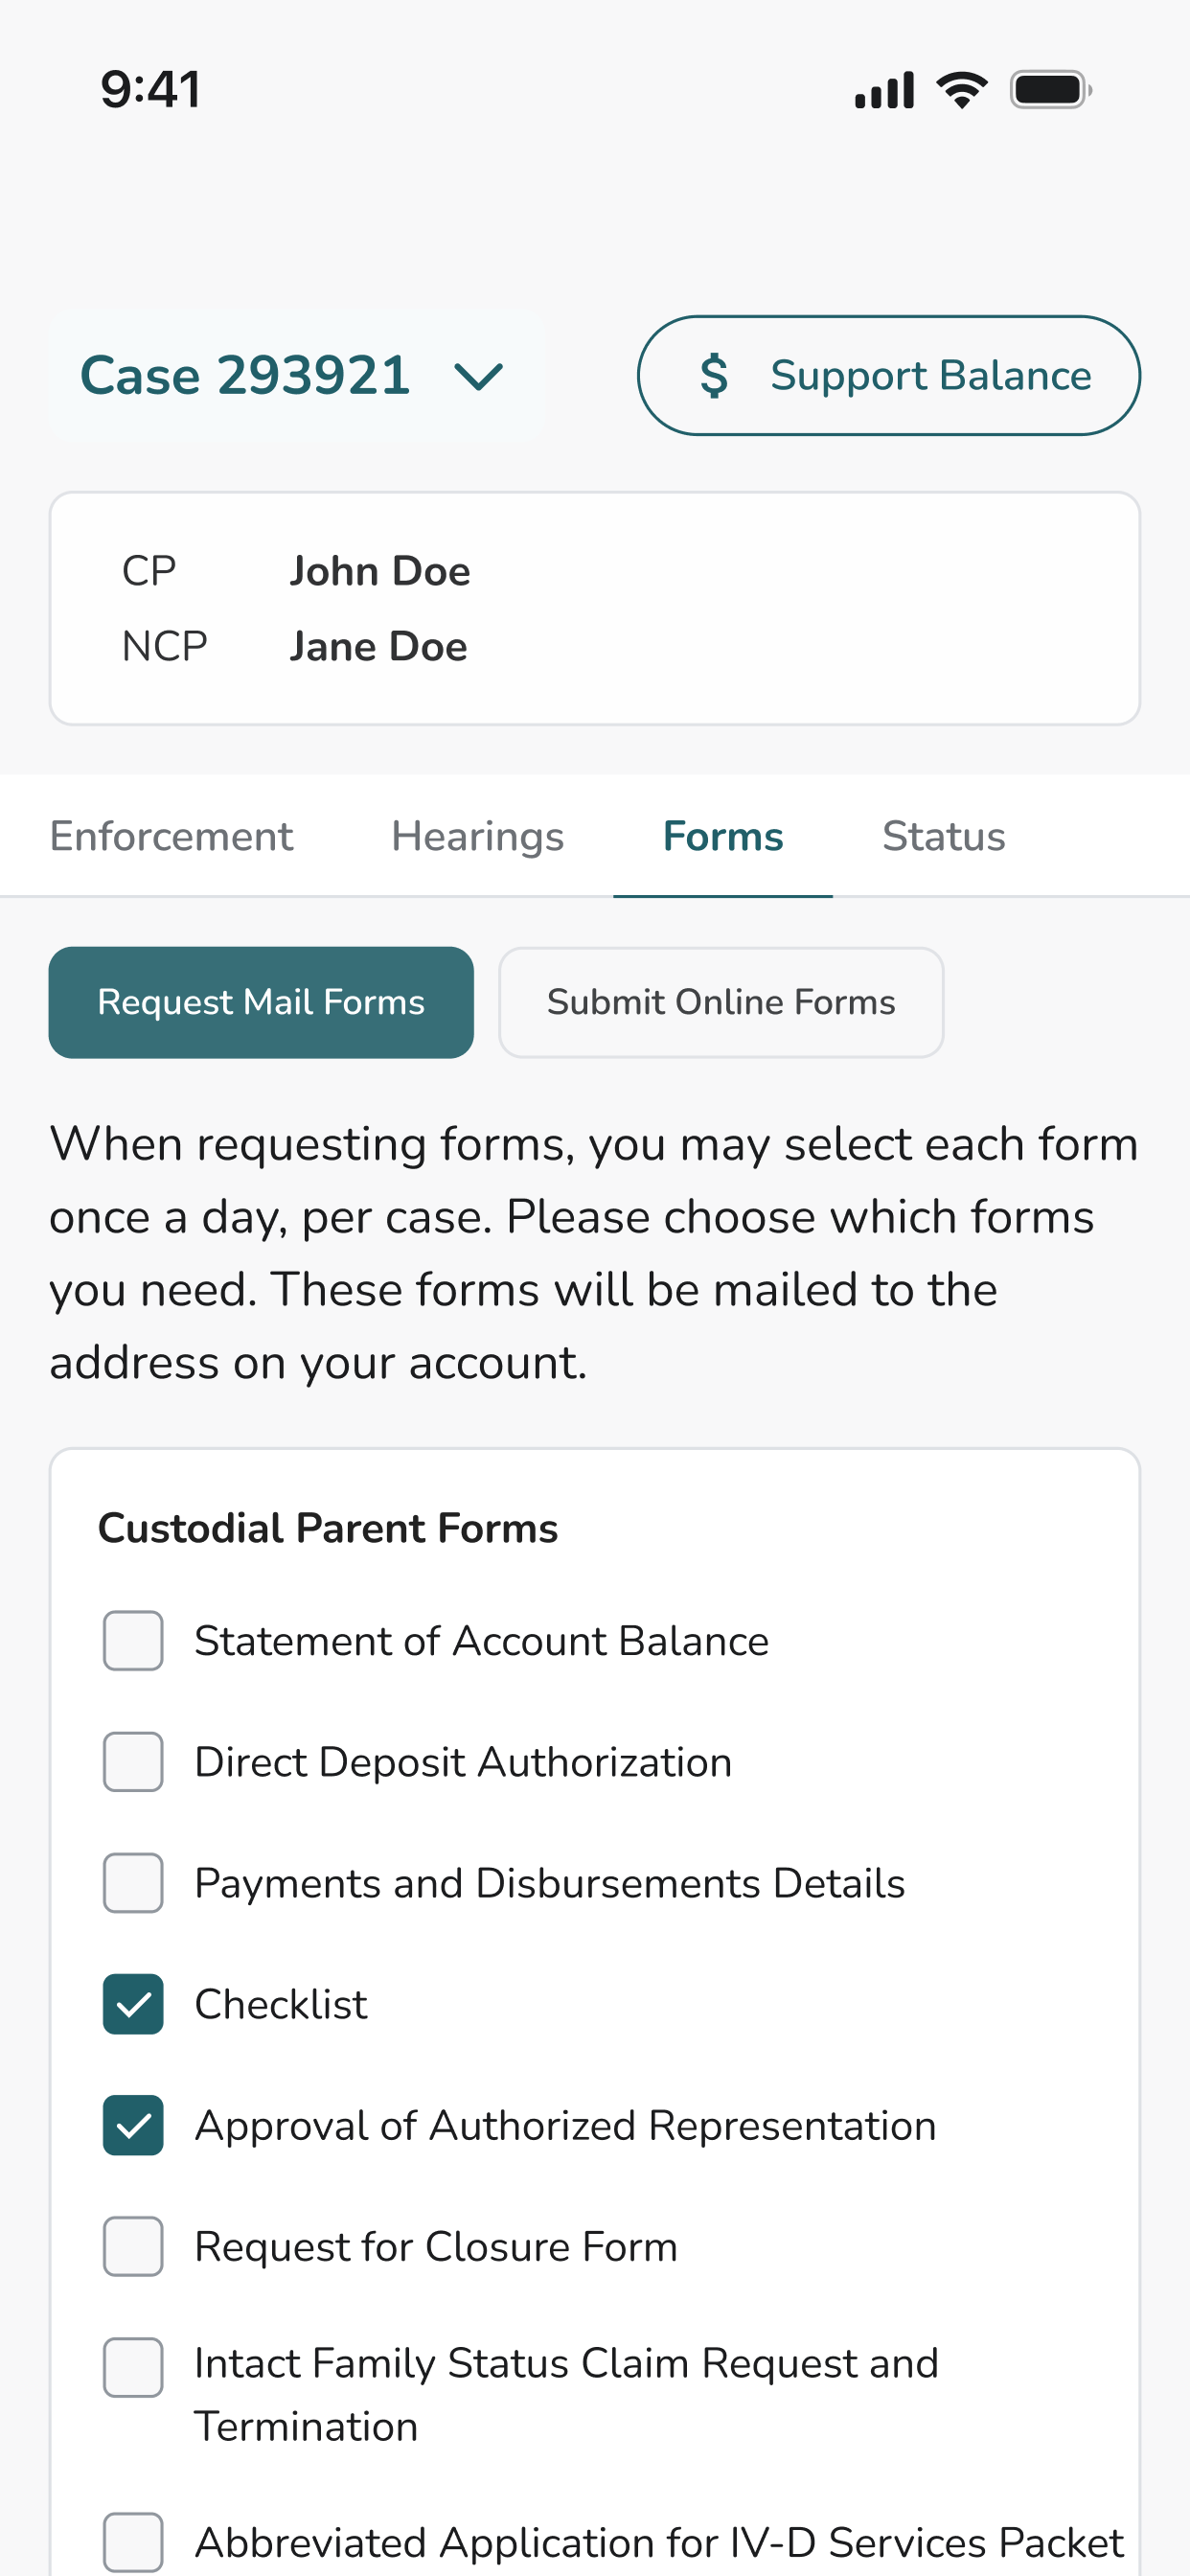 9:41
Case 293921
$ Support Balance
CP John Doe
NCP Jane Doe
Enforcement Hearings Forms Status
Request Mail Forms Submit Online Forms
When requesting forms, you may select each form
once a day, per case. Please choose which forms
you need. These forms will be mailed to the
address on your account.
Custodial Parent Forms
Statement of Account Balance
Direct Deposit Authorization
Payments and Disbursements Details
Checklist
Approval of Authorized Representation
Request for Closure Form
Intact Family Status Claim Request and
Termination
Abbreviated Application for IV-D Services Packet